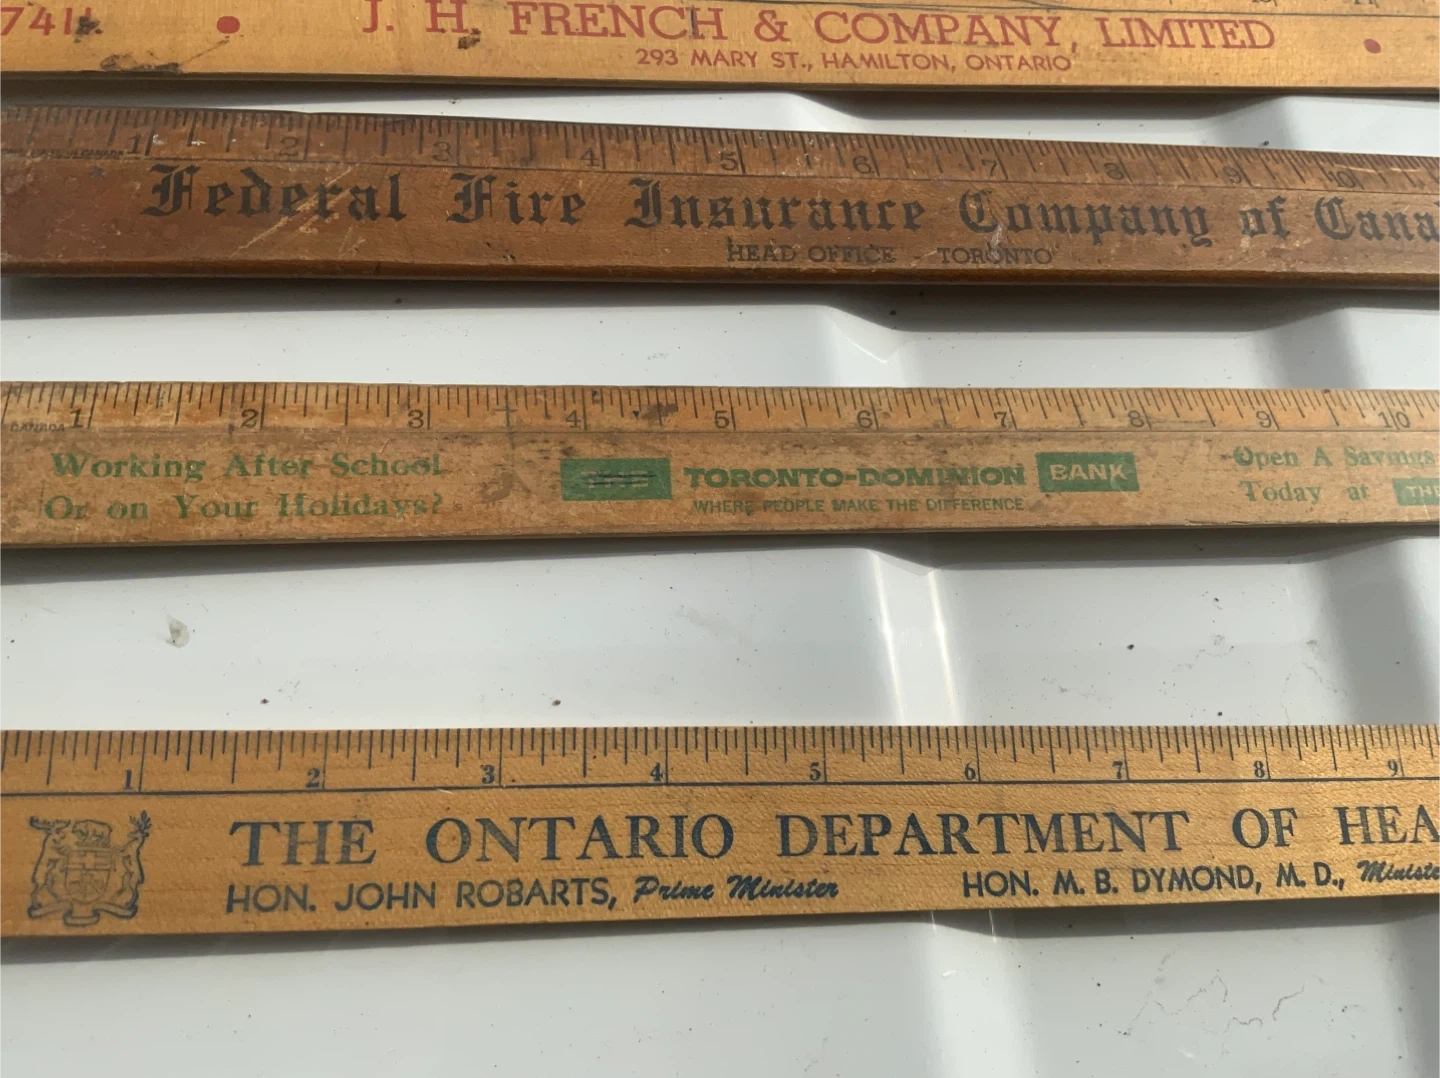 741
J. H. FRENCH & COMPANY, LIMITED
293 MARY ST., HAMILTON, ONTARIO
1 2 3 4 5 6 7 8 9 10
CANADA
Federal Fire Insurance Company of Cana
HEAD OFFICE - TORONTO
1 2 3 4 5 6 7 8 9 10
CANADA
Working After School
Or on Your Holidays?
TORONTO-DOMINION BANK
WHERE PEOPLE MAKE THE DIFFERENCE
Open A Savings
Today at THE
1 2 3 4 5 6 7 8 9
THE ONTARIO DEPARTMENT OF HEA
HON. JOHN ROBARTS, Prime Minister HON. M. B. DYMOND, M. D., Ministe